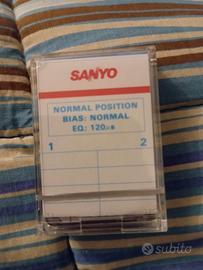 SANYO
NORMAL POSITION
BIAS: NORMAL
EQ: 120μs
1 2
subito